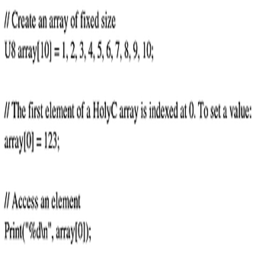 // Create an array of fixed size
U8 array[10] = 1, 2, 3, 4, 5, 6, 7, 8, 9, 10;
// The first element of a HolyC array is indexed at 0. To set a value:
array[0] = 123;
// Access an element
Print("%d\n", array[0]);